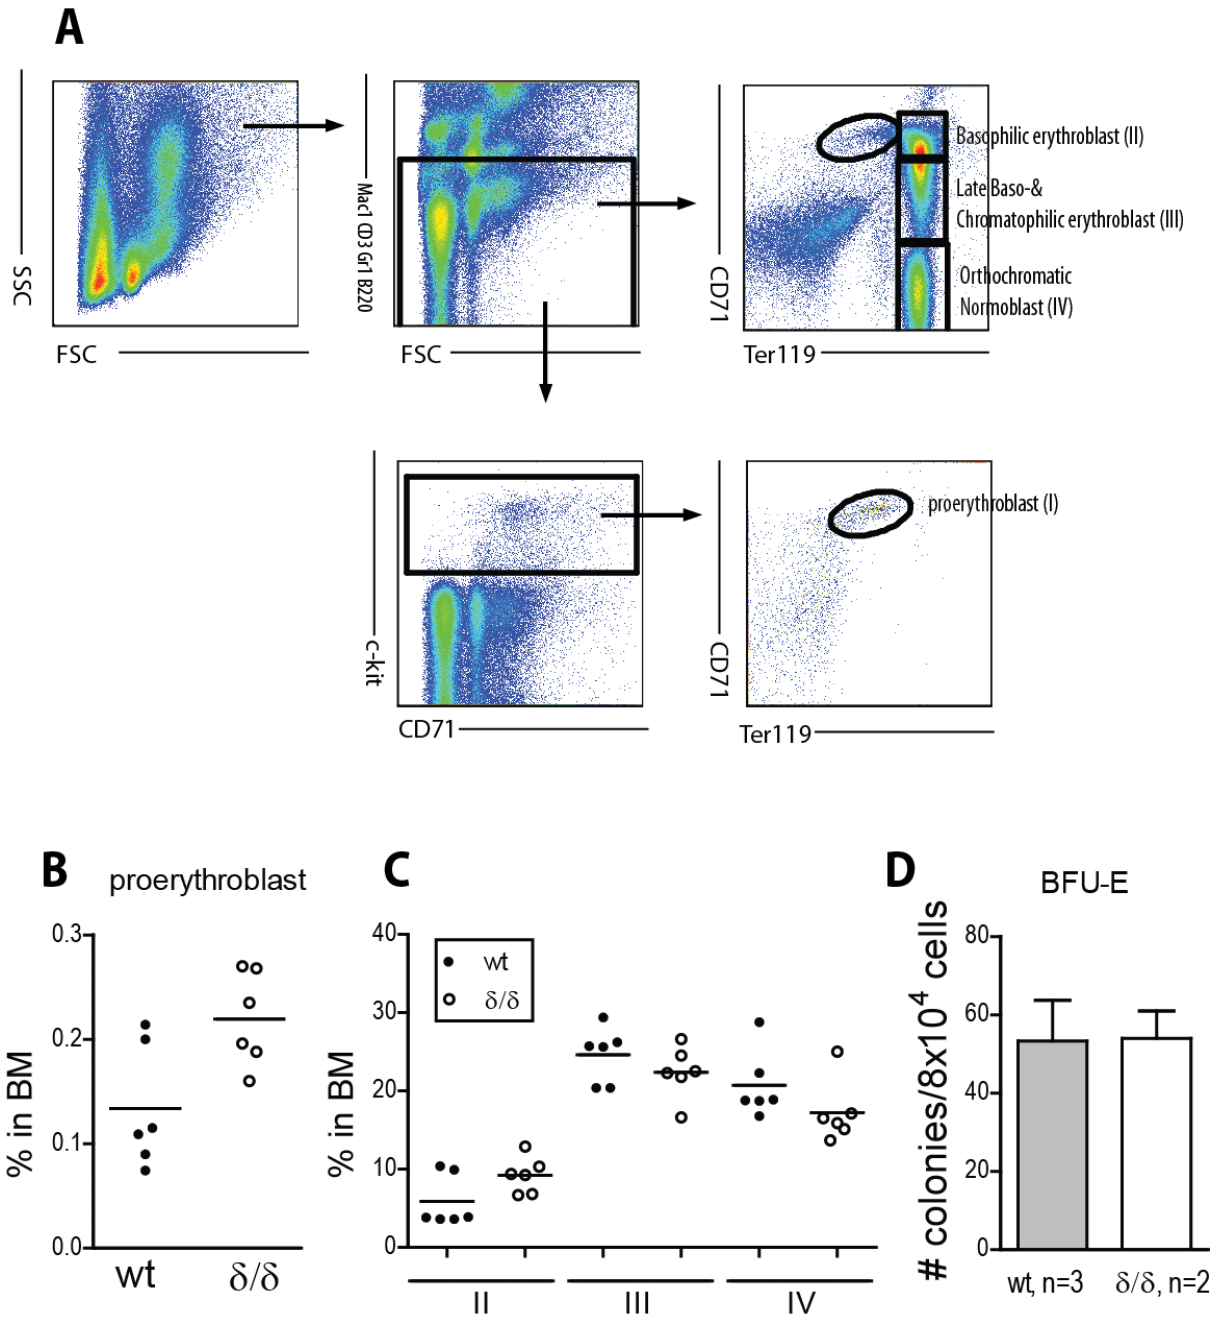 A
SSC
FSC
Mac1 CD3 Gr1 B220
FSC
CD71
Ter119
Basophilic erythroblast (II)
Late Baso-&
Chromatophilic erythroblast (III)
Orthochromatic
Normoblast (IV)
c-kit
CD71
CD71
Ter119
proerythroblast (I)
B
proerythroblast
% in BM
0.3
0.2
0.1
0.0
wt
δ/δ
C
% in BM
40
30
20
10
0
wt
δ/δ
II
III
IV
D
BFU-E
# colonies/8x10⁴ cells
80
60
40
20
0
wt, n=3
δ/δ, n=2